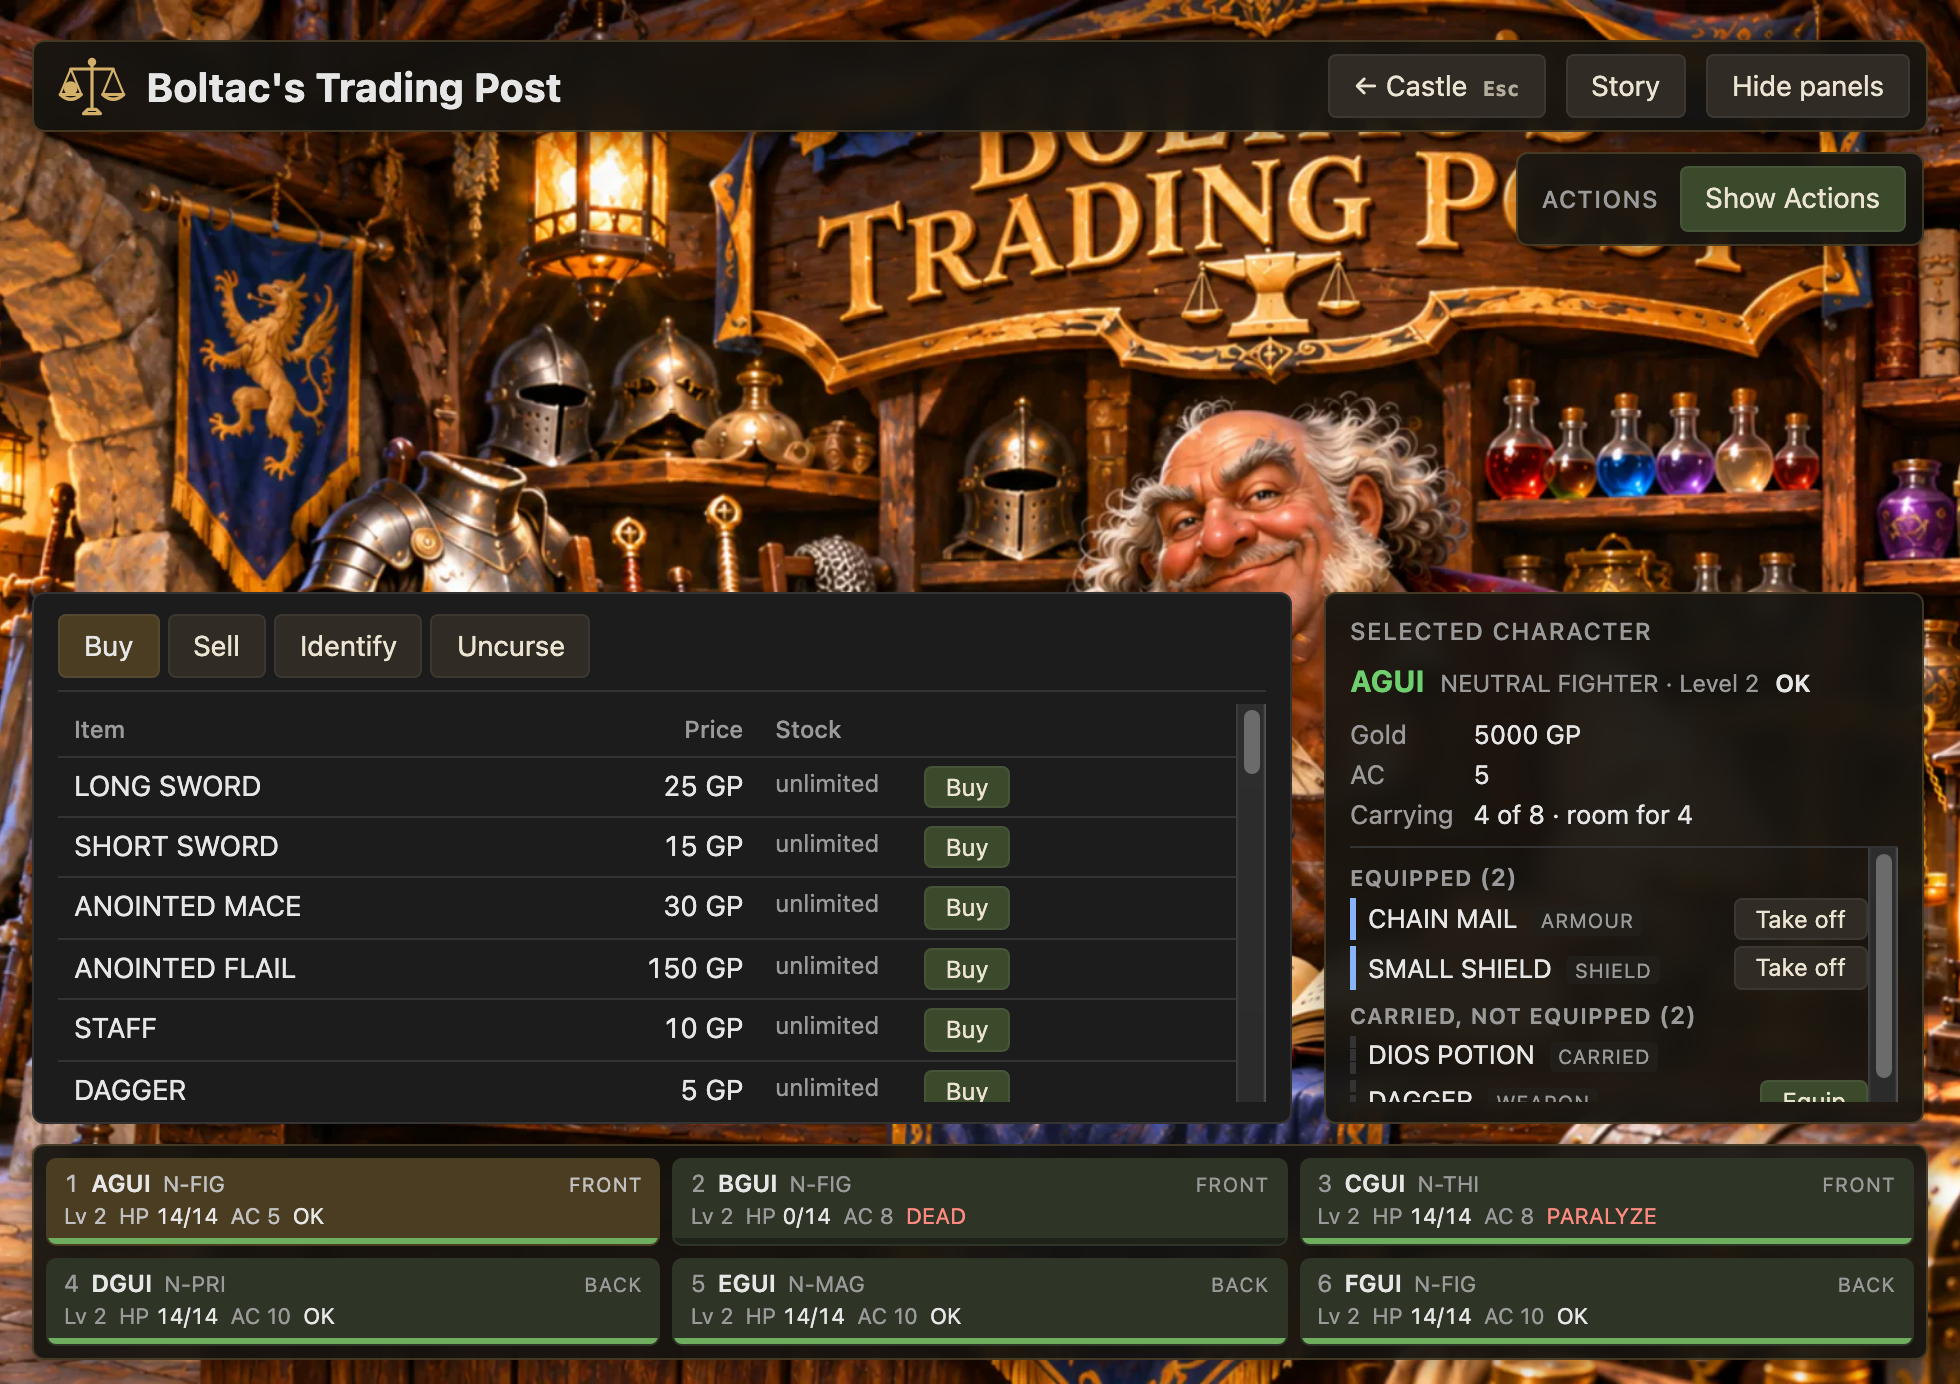 Boltac's Trading Post
← Castle Esc
Story
Hide panels
TRADING
ACTIONS
Show Actions
Buy
Sell
Identify
Uncurse
Item Price Stock
LONG SWORD 25 GP unlimited Buy
SHORT SWORD 15 GP unlimited Buy
ANOINTED MACE 30 GP unlimited Buy
ANOINTED FLAIL 150 GP unlimited Buy
STAFF 10 GP unlimited Buy
DAGGER 5 GP unlimited Buy
SELECTED CHARACTER
AGUI NEUTRAL FIGHTER · Level 2 OK
Gold 5000 GP
AC 5
Carrying 4 of 8 · room for 4
EQUIPPED (2)
CHAIN MAIL ARMOUR Take off
SMALL SHIELD SHIELD Take off
CARRIED, NOT EQUIPPED (2)
DIOS POTION CARRIED
DAGGER WEAPON Equip
1 AGUI N-FIG FRONT
Lv 2 HP 14/14 AC 5 OK
2 BGUI N-FIG FRONT
Lv 2 HP 0/14 AC 8 DEAD
3 CGUI N-THI FRONT
Lv 2 HP 14/14 AC 8 PARALYZE
4 DGUI N-PRI BACK
Lv 2 HP 14/14 AC 10 OK
5 EGUI N-MAG BACK
Lv 2 HP 14/14 AC 10 OK
6 FGUI N-FIG BACK
Lv 2 HP 14/14 AC 10 OK